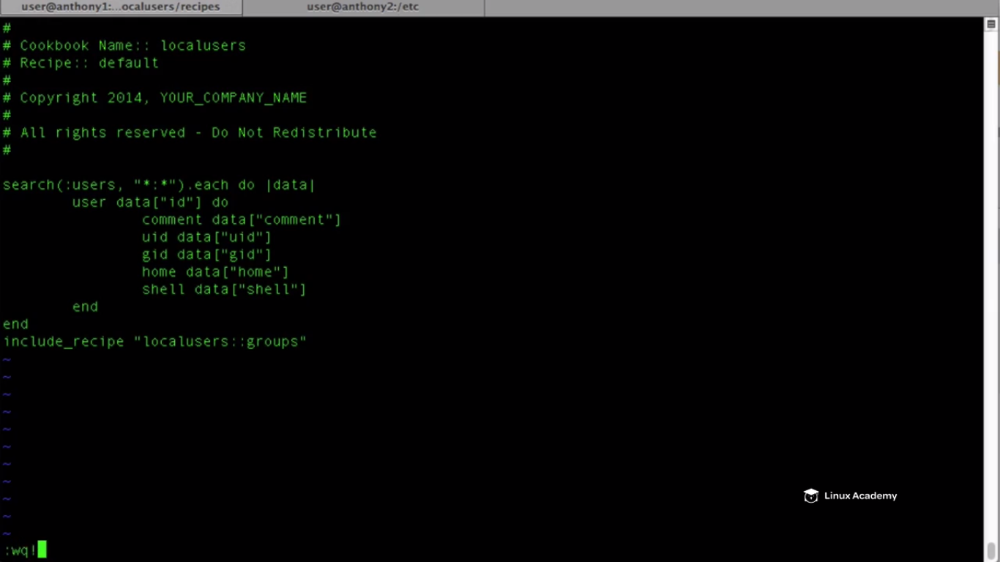 user@anthony1:...ocalusers/recipes
user@anthony2:/etc
#
# Cookbook Name:: localusers
# Recipe:: default
#
# Copyright 2014, YOUR_COMPANY_NAME
#
# All rights reserved - Do Not Redistribute
#
search(:users, "*:*").each do |data|
        user data["id"] do
                comment data["comment"]
                uid data["uid"]
                gid data["gid"]
                home data["home"]
                shell data["shell"]
        end
end
include_recipe "localusers::groups"
~
~
~
~
~
~
~
~
~
~
~
Linux Academy
:wq!